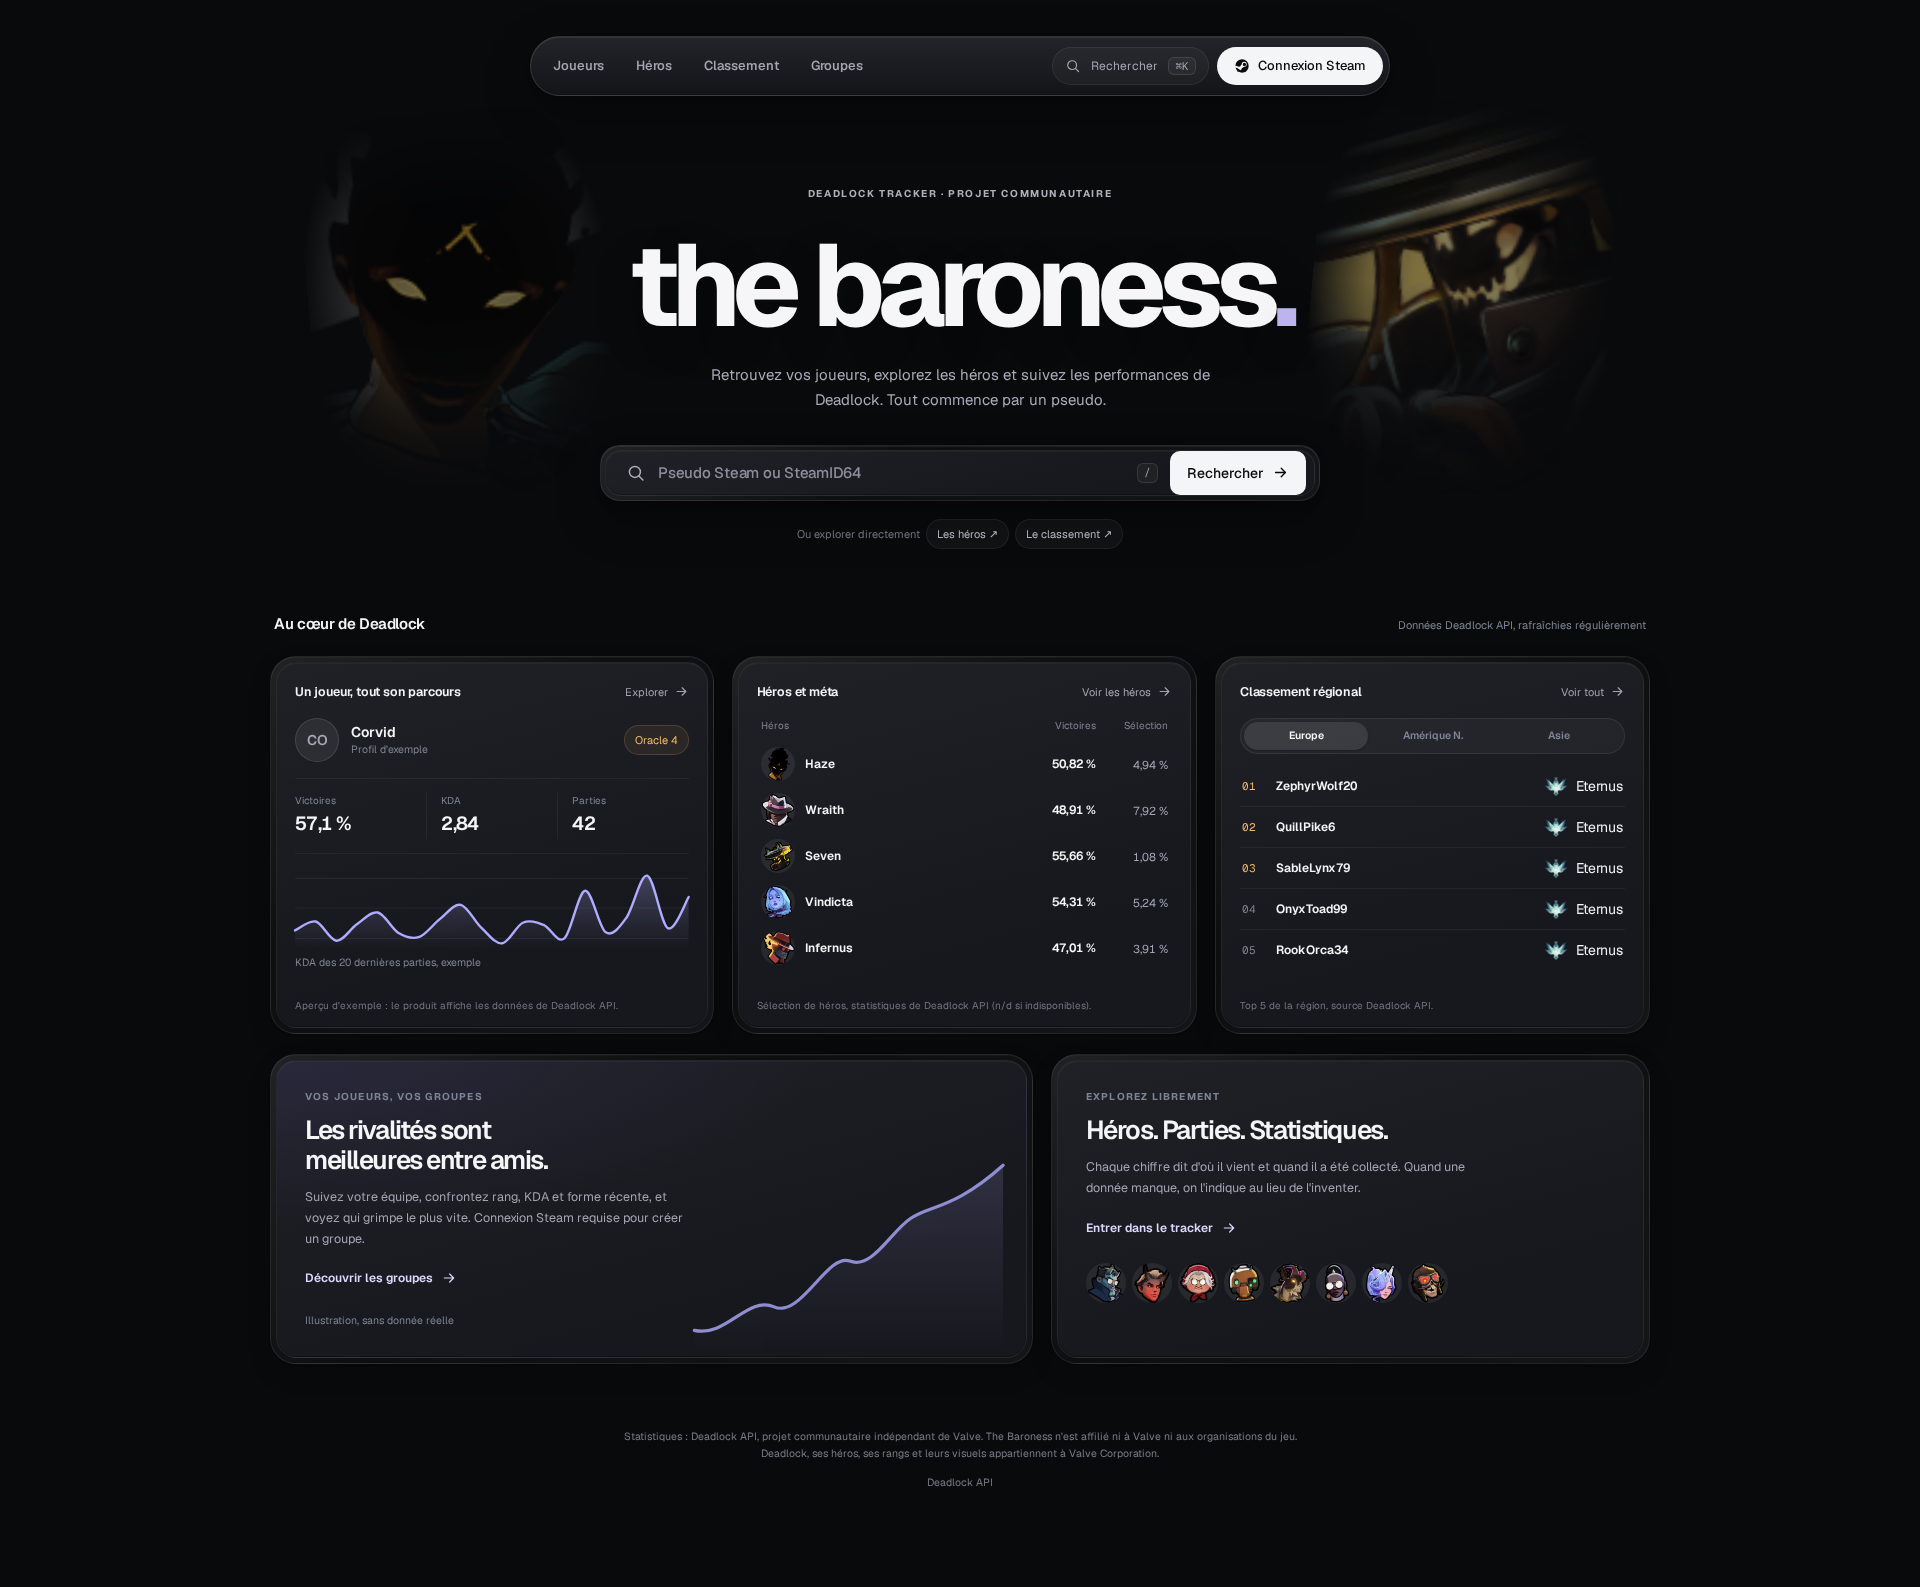 Joueurs Héros Classement Groupes Rechercher ⌘K Connexion Steam
DEADLOCK TRACKER · PROJET COMMUNAUTAIRE
the baroness.
Retrouvez vos joueurs, explorez les héros et suivez les performances de
Deadlock. Tout commence par un pseudo.
Pseudo Steam ou SteamID64 / Rechercher →
Ou explorer directement Les héros ↗ Le classement ↗
Au cœur de Deadlock
Données Deadlock API, rafraîchies régulièrement
Un joueur, tout son parcours Explorer →
CO Corvid Oracle 4
Profil d'exemple
Victoires KDA Parties
57,1 % 2,84 42
KDA des 20 dernières parties, exemple
Aperçu d'exemple : le produit affiche les données de Deadlock API.
Héros et méta Voir les héros →
Héros Victoires Sélection
Haze 50,82 % 4,94 %
Wraith 48,91 % 7,92 %
Seven 55,66 % 1,08 %
Vindicta 54,31 % 5,24 %
Infernus 47,01 % 3,91 %
Sélection de héros, statistiques de Deadlock API (n/d si indisponibles).
Classement régional Voir tout →
Europe Amérique N. Asie
01 ZephyrWolf20 Eternus
02 QuillPike6 Eternus
03 SableLynx79 Eternus
04 OnyxToad99 Eternus
05 RookOrca34 Eternus
Top 5 de la région, source Deadlock API.
VOS JOUEURS, VOS GROUPES
Les rivalités sont
meilleures entre amis.
Suivez votre équipe, confrontez rang, KDA et forme récente, et
voyez qui grimpe le plus vite. Connexion Steam requise pour créer
un groupe.
Découvrir les groupes →
Illustration, sans donnée réelle
EXPLOREZ LIBREMENT
Héros. Parties. Statistiques.
Chaque chiffre dit d'où il vient et quand il a été collecté. Quand une
donnée manque, on l'indique au lieu de l'inventer.
Entrer dans le tracker →
Statistiques : Deadlock API, projet communautaire indépendant de Valve. The Baroness n'est affilié ni à Valve ni aux organisations du jeu.
Deadlock, ses héros, ses rangs et leurs visuels appartiennent à Valve Corporation.
Deadlock API